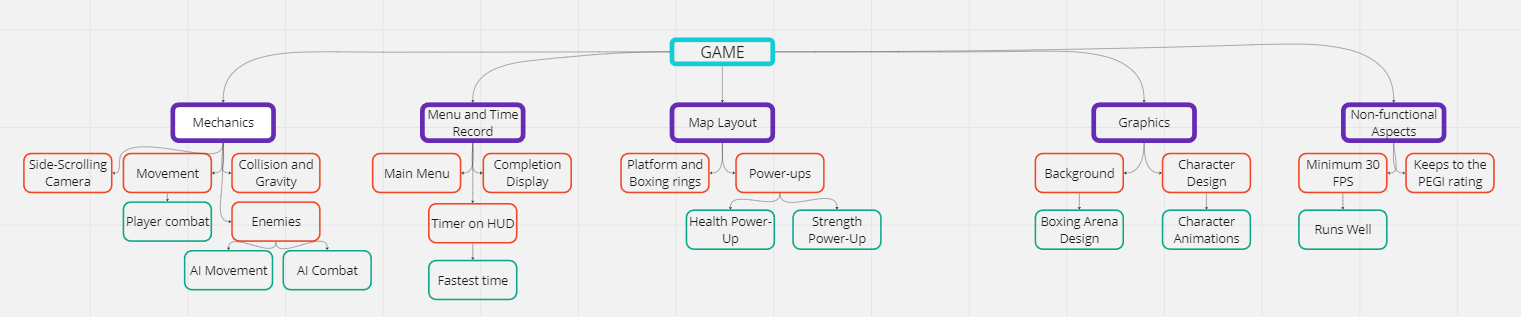 GAME
Mechanics
Menu and Time
Record
Map Layout
Graphics
Non-functional
Aspects
Side-Scrolling
Camera
Movement
Collision and
Gravity
Main Menu
Completion
Display
Platform and
Boxing rings
Power-ups
Background
Character
Design
Minimum 30
FPS
Keeps to the
PEGI rating
Player combat
Enemies
Timer on HUD
Health Power-
Up
Strength
Power-Up
Boxing Arena
Design
Character
Animations
Runs Well
AI Movement
AI Combat
Fastest time